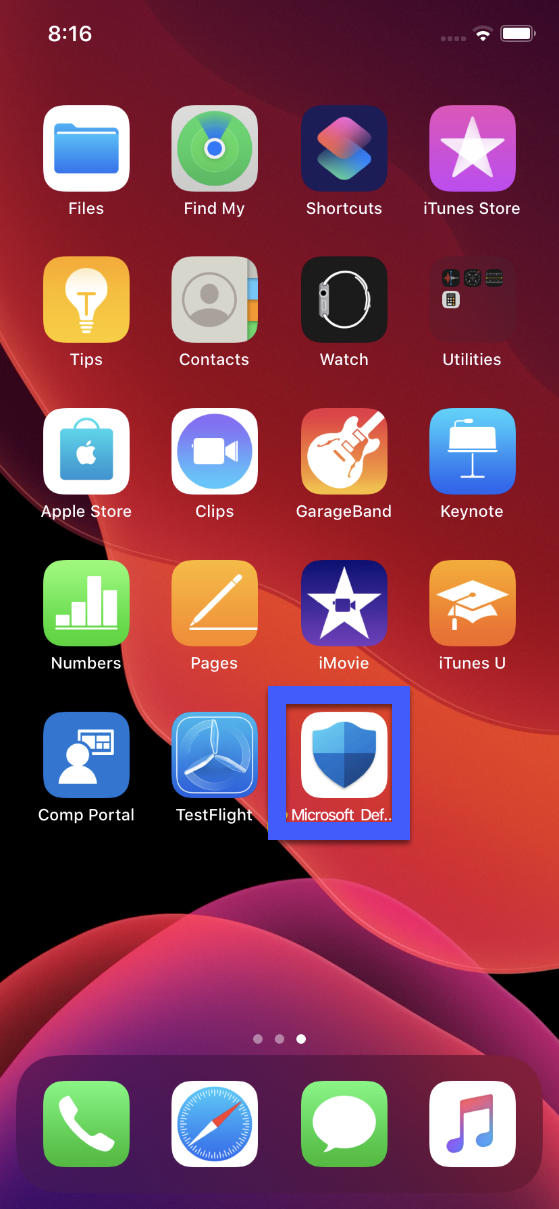 8:16
Files
Find My
Shortcuts
iTunes Store
Tips
Contacts
Watch
Utilities
Apple Store
Clips
GarageBand
Keynote
Numbers
Pages
iMovie
iTunes U
Comp Portal
TestFlight
Microsoft Def..